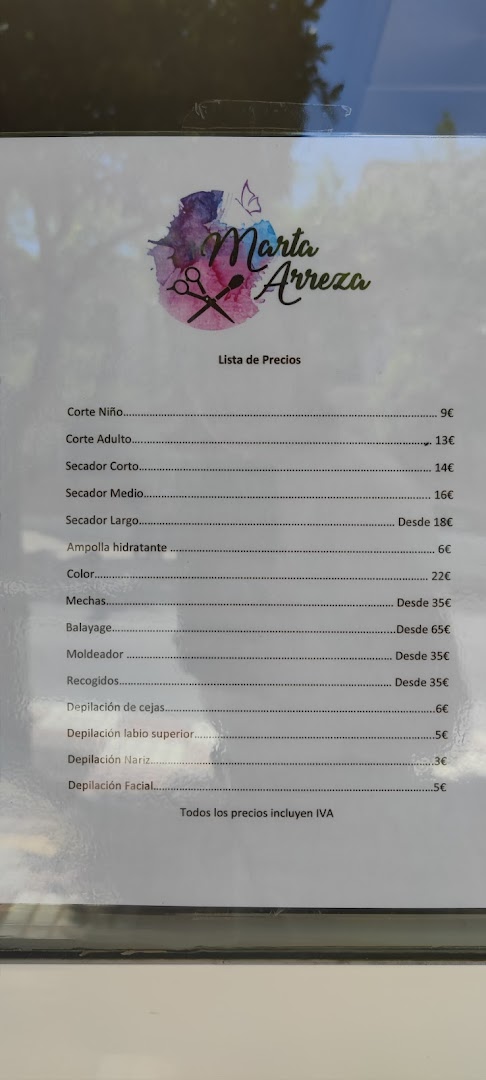 Marta
Arreza
Lista de Precios
Corte Niño........................................................................................................ 9€
Corte Adulto.................................................................................................... 13€
Secador Corto.................................................................................................. 14€
Secador Medio................................................................................................ 16€
Secador Largo...................................................................................... Desde 18€
Ampolla hidratante ......................................................................................... 6€
Color................................................................................................................ 22€
Mechas................................................................................................. Desde 35€
Balayage...............................................................................................Desde 65€
Moldeador .......................................................................................... Desde 35€
Recogidos............................................................................................. Desde 35€
Depilación de cejas...........................................................................................6€
Depilación labio superior.................................................................................5€
Depilación Nariz...............................................................................................3€
Depilación Facial..............................................................................................5€
Todos los precios incluyen IVA